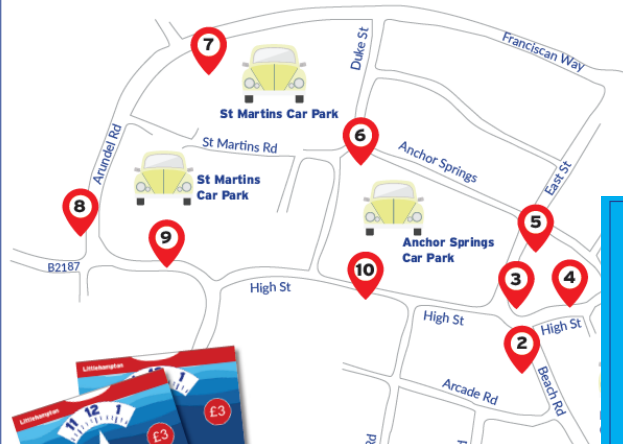 7
Duke St
Franciscan Way
St Martins Car Park
6
Arundel Rd
St Martins Rd
Anchor Springs
East St
St Martins
Car Park
8
9
5
Anchor Springs
Car Park
B2187
10
3
4
High St
High St
High St
2
Beach Rd
Arcade Rd
Rd
Littlehampton
1
£3
Littlehampton
11 12 1
£3